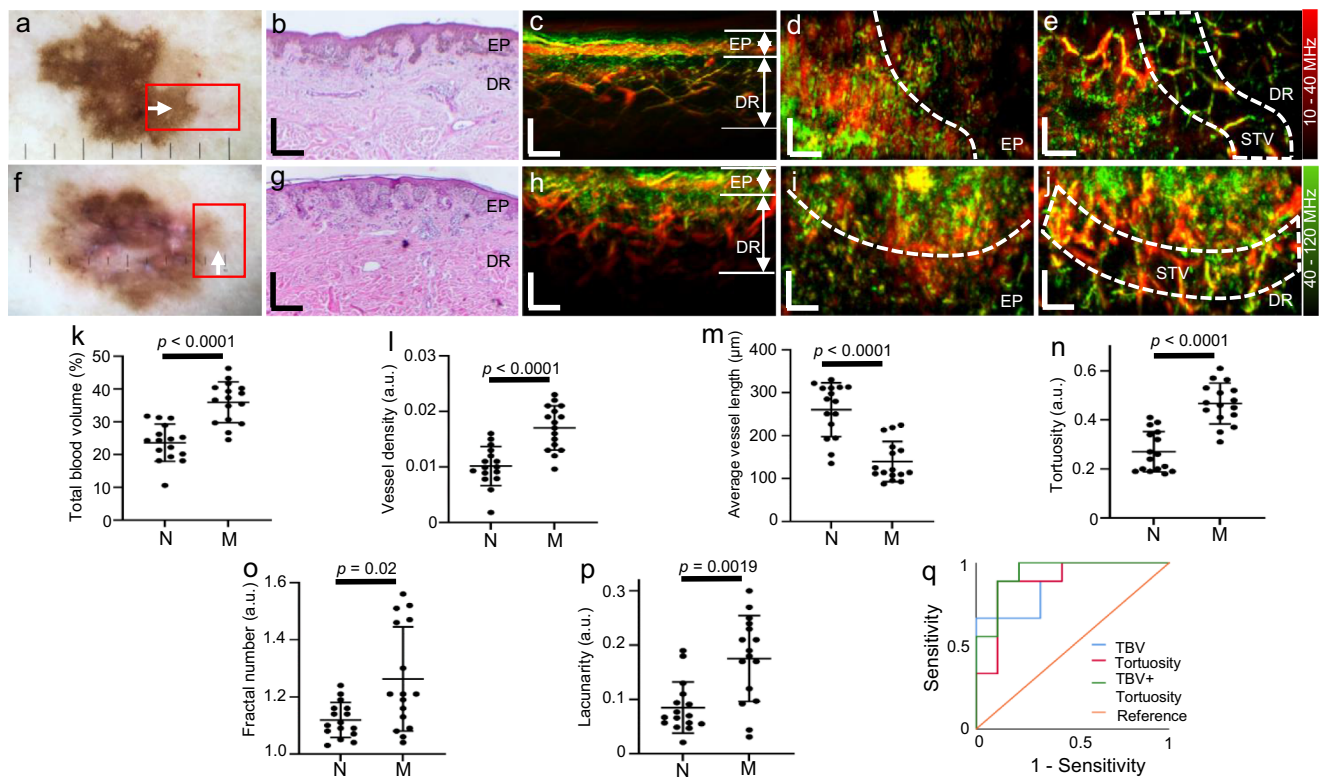 a
b
EP
DR
c
EP
DR
d
EP
e
DR
STV
10 - 40 MHz
f
g
EP
DR
h
EP
DR
i
EP
j
STV
DR
40 - 120 MHz
k
p < 0.0001
Total blood volume (%)
50
40
30
20
10
0
N M
l
p < 0.0001
Vessel density (a.u.)
0.03
0.02
0.01
0
N M
m
p < 0.0001
Average vessel length (μm)
400
300
200
100
0
N M
n
p < 0.0001
Tortuosity (a.u.)
0.6
0.4
0.2
0
N M
o
p = 0.02
Fractal number (a.u.)
1.6
1.4
1.2
1.0
N M
p
p = 0.0019
Lacunarity (a.u.)
0.3
0.2
0.1
0
N M
q
Sensitivity
1
0.5
0
TBV
Tortuosity
TBV+
Tortuosity
Reference
0 0.5 1
1 - Sensitivity